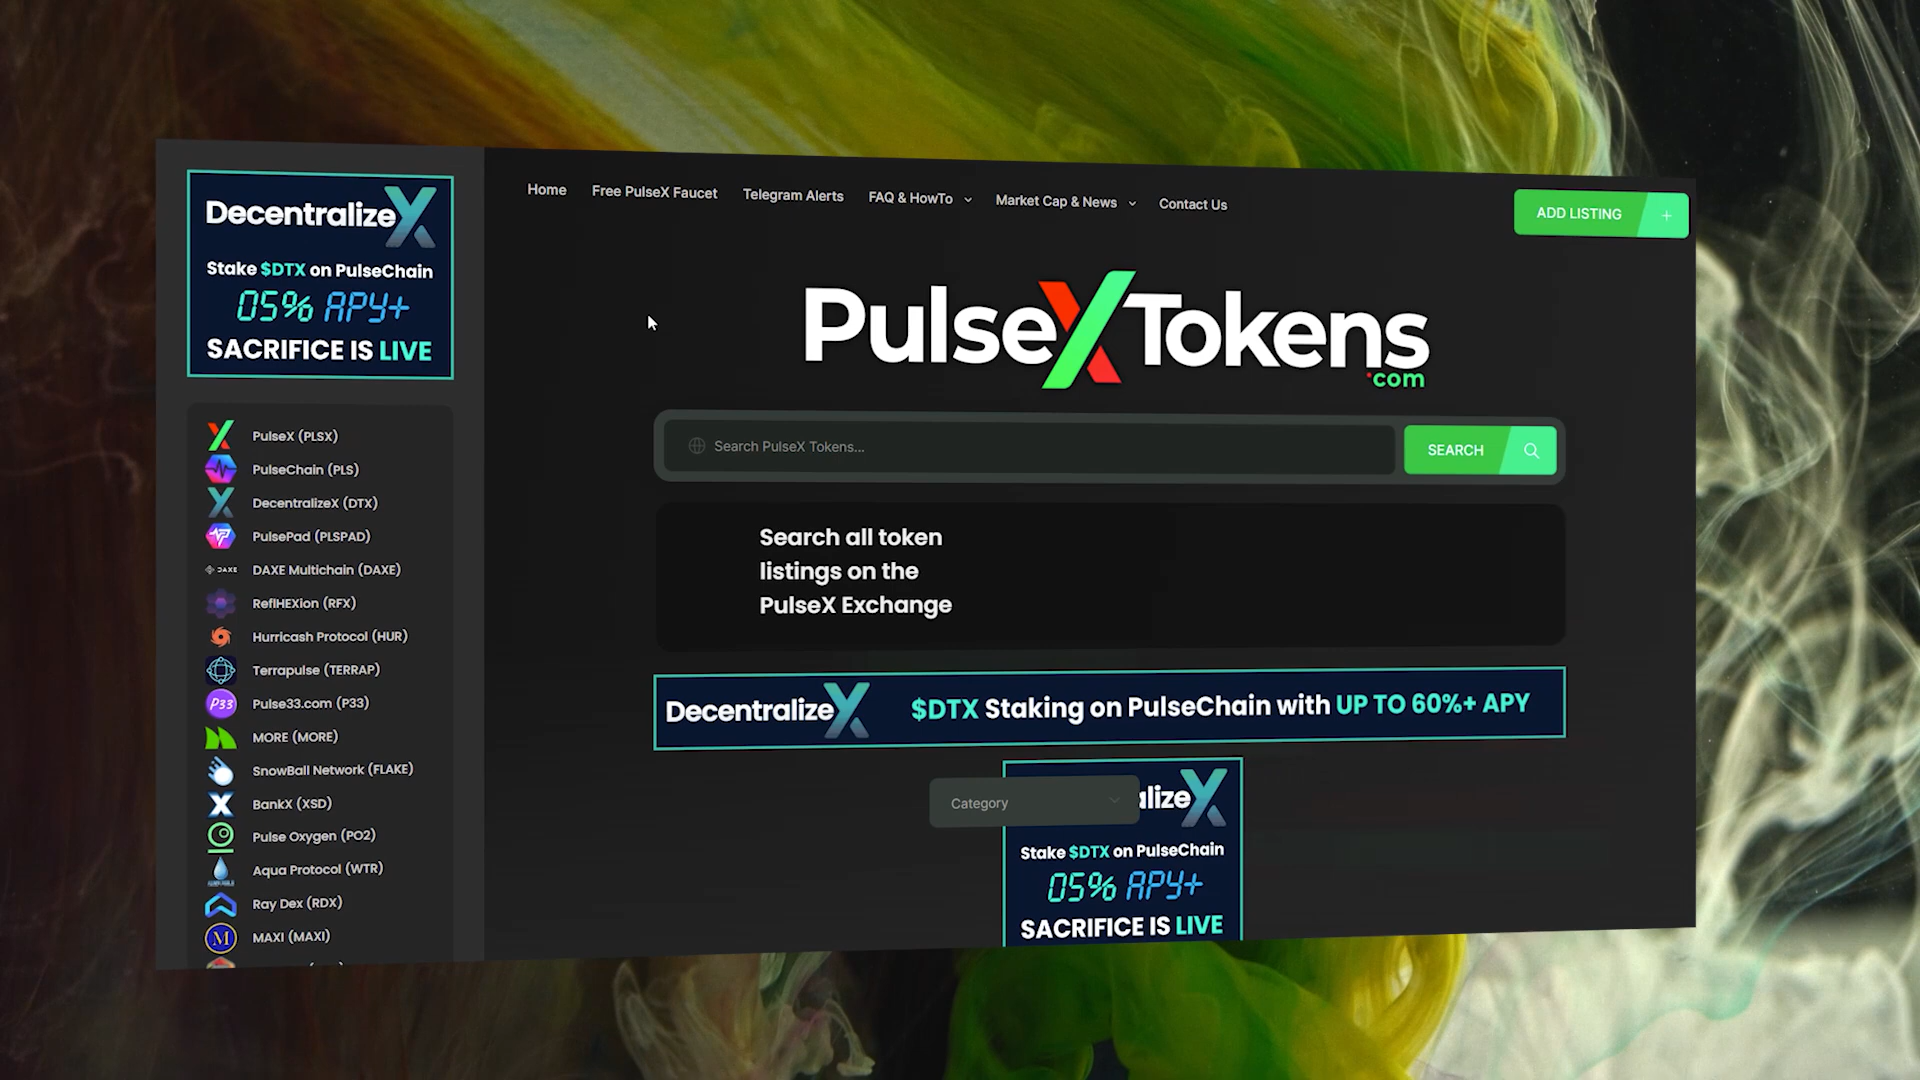 DecentralizeX
Stake $DTX on PulseChain
05% APY+
SACRIFICE IS LIVE
PulseX (PLSX)
PulseChain (PLS)
DecentralizeX (DTX)
PulsePad (PLSPAD)
DAXE
DAXE Multichain (DAXE)
ReflHEXion (RFX)
Hurricash Protocol (HUR)
Terrapulse (TERRAP)
P33
Pulse33.com (P33)
MORE (MORE)
SnowBall Network (FLAKE)
BankX (XSD)
Pulse Oxygen (PO2)
Aqua Protocol (WTR)
Ray Dex (RDX)
M
MAXI (MAXI)
Home Free PulseX Faucet Telegram Alerts FAQ & HowTo Market Cap & News Contact Us
ADD LISTING +
PulseXTokens
.com
Search PulseX Tokens...
SEARCH
Search all token
listings on the
PulseX Exchange
DecentralizeX $DTX Staking on PulseChain with UP TO 60%+ APY
Category
alizeX
Stake $DTX on PulseChain
05% APY+
SACRIFICE IS LIVE